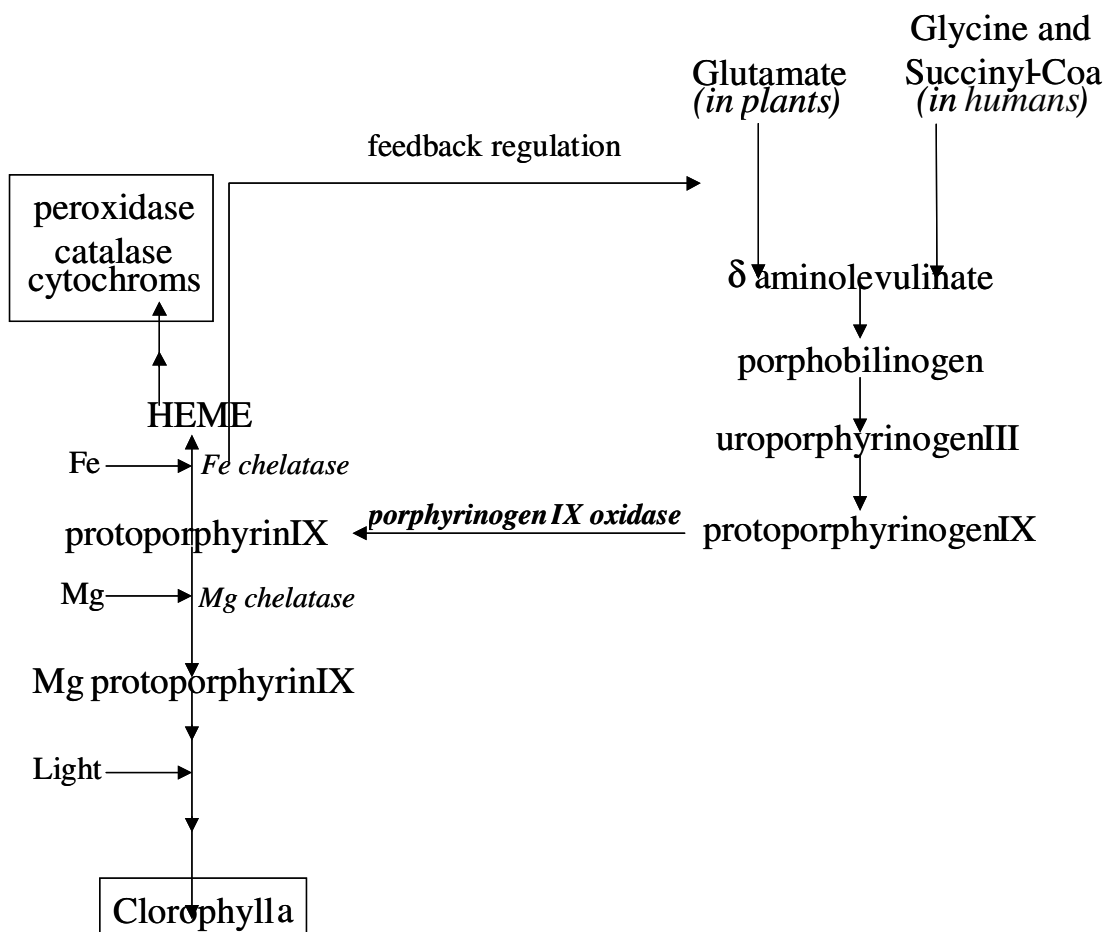 Glycine and
Succinyl-Coa
(in humans)
Glutamate
(in plants)
feedback regulation
peroxidase
catalase
cytochroms
δ aminolevulinate
porphobilinogen
HEME
uroporphyrinogenIII
Fe
Fe chelatase
porphyrinogen IX oxidase
protoporphyrinIX
protoporphyrinogenIX
Mg
Mg chelatase
Mg protoporphyrinIX
Light
Clorophyll a